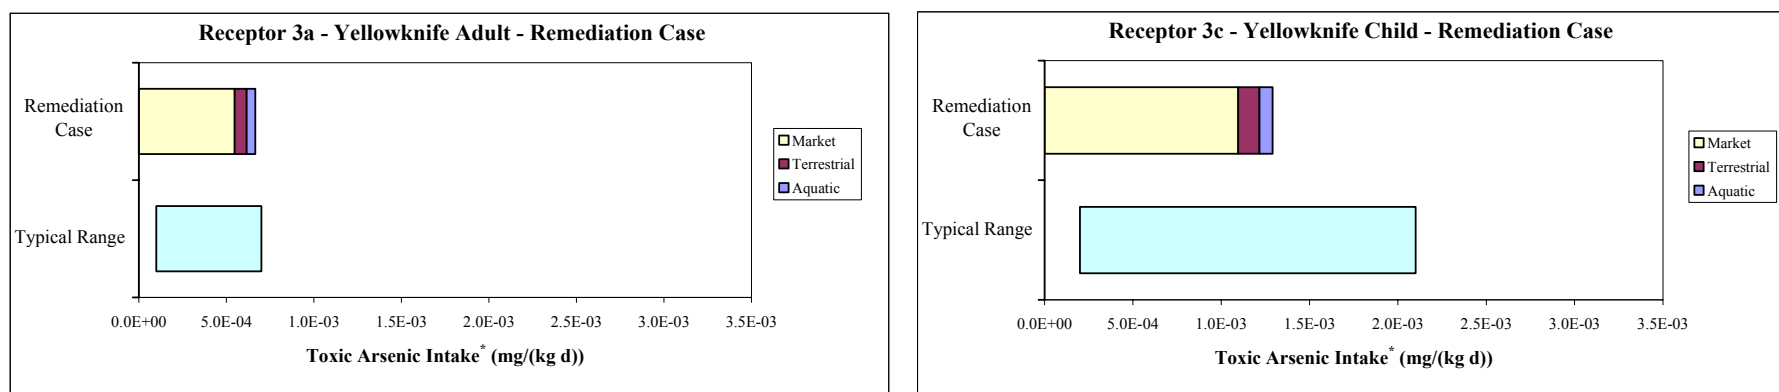 Receptor 3a - Yellowknife Adult - Remediation Case
Remediation
Case
Typical Range
0.0E+00 5.0E-04 1.0E-03 1.5E-03 2.0E-03 2.5E-03 3.0E-03 3.5E-03
Toxic Arsenic Intake* (mg/(kg d))
Market
Terrestrial
Aquatic
Receptor 3c - Yellowknife Child - Remediation Case
Remediation
Case
Typical Range
0.0E+00 5.0E-04 1.0E-03 1.5E-03 2.0E-03 2.5E-03 3.0E-03 3.5E-03
Toxic Arsenic Intake* (mg/(kg d))
Market
Terrestrial
Aquatic